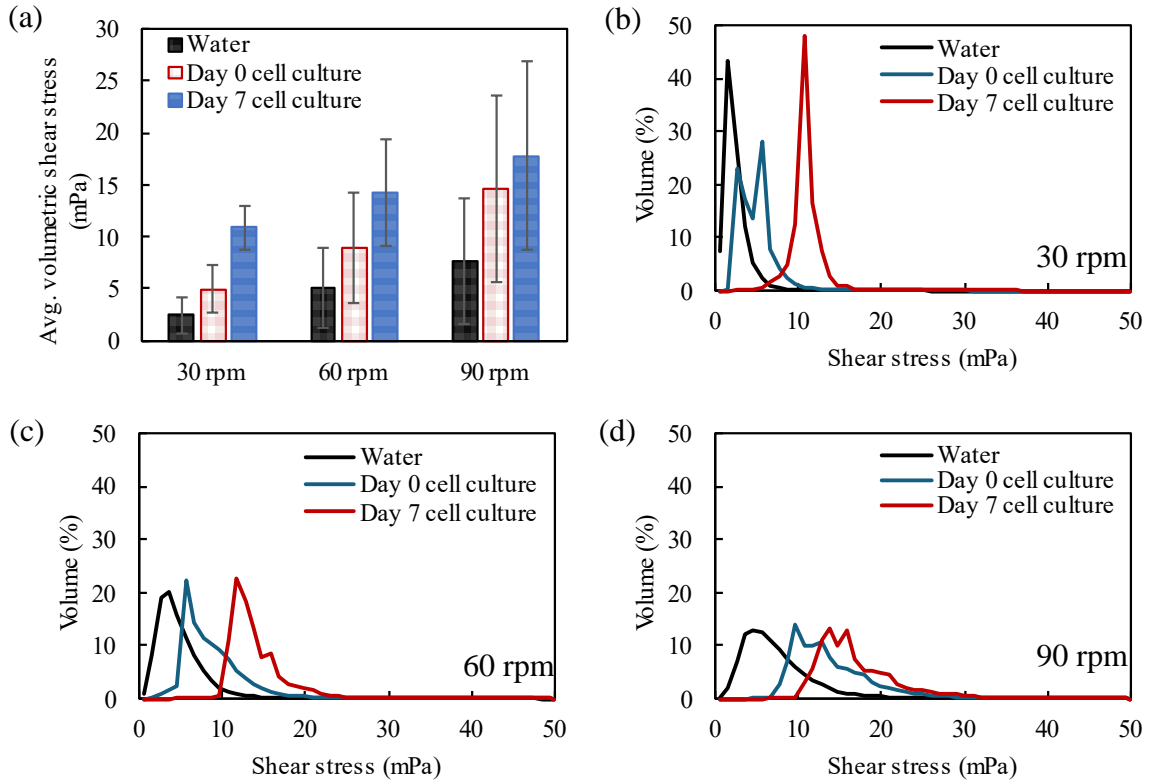 (a)
30
25
20
15
10
5
0
Avg. volumetric shear stress
(mPa)
Water
Day 0 cell culture
Day 7 cell culture
30 rpm 60 rpm 90 rpm
(b)
50
40
30
20
10
0
Volume (%)
Water
Day 0 cell culture
Day 7 cell culture
30 rpm
0 10 20 30 40 50
Shear stress (mPa)
(c)
50
40
30
20
10
0
Volume (%)
Water
Day 0 cell culture
Day 7 cell culture
60 rpm
0 10 20 30 40 50
Shear stress (mPa)
(d)
50
40
30
20
10
0
Volume (%)
Water
Day 0 cell culture
Day 7 cell culture
90 rpm
0 10 20 30 40 50
Shear stress (mPa)